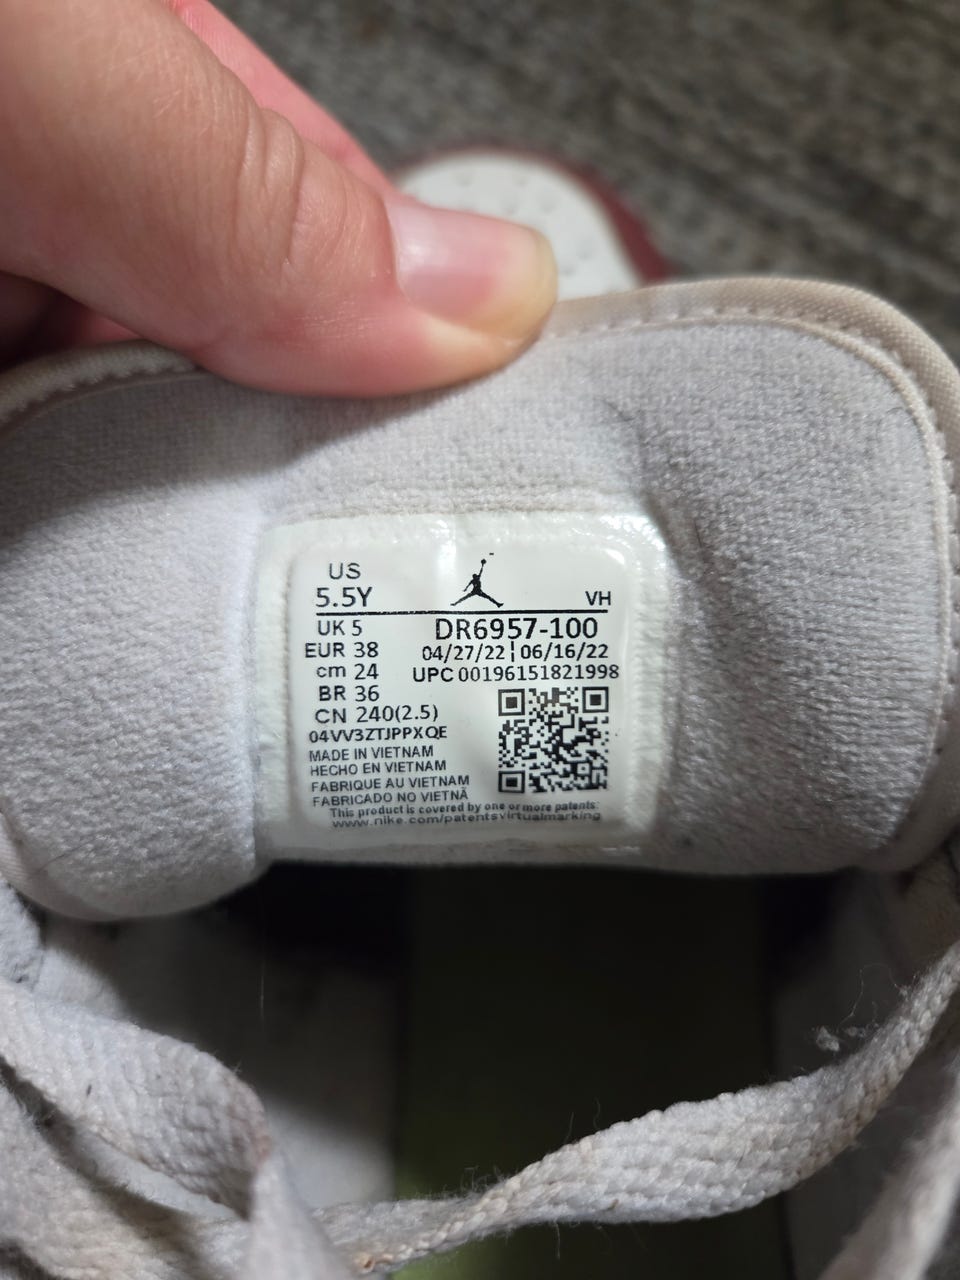 US
5.5Y
VH
UK 5
EUR 38
cm 24
BR 36
CN 240(2.5)
DR6957-100
04/27/22 ¦ 06/16/22
UPC 00196151821998
04VV3ZTJPPXQE
MADE IN VIETNAM
HECHO EN VIETNAM
FABRIQUE AU VIETNAM
FABRICADO NO VIETNÃ
This product is covered by one or more patents:
www.nike.com/patentsvirtualmarking